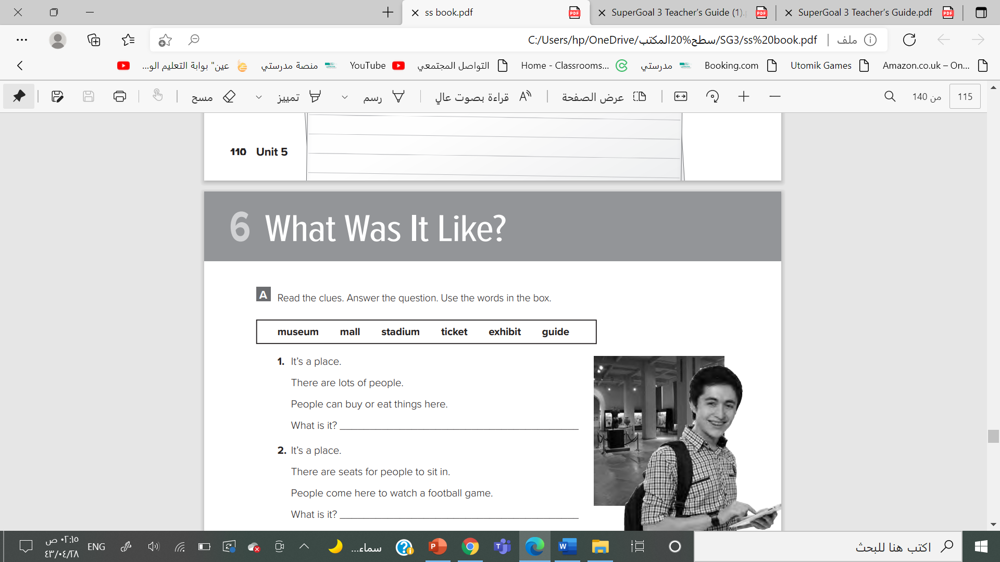 ss book.pdf
SuperGoal 3 Teacher's Guide (1).p
SuperGoal 3 Teacher's Guide.pdf
C:/Users/hp/OneDrive/سطح%20المكتب/SG3/ss%20book.pdf
ملف
عين" بوابة التعليم الو...
منصة مدرستي
YouTube
التواصل المجتمعي
Home - Classrooms...
مدرستي
Booking.com
Utomik Games
Amazon.co.uk – On...
مسح
تمييز
رسم
قراءة بصوت عالٍ
عرض الصفحة
من 140
115
110 Unit 5
6 What Was It Like?
A Read the clues. Answer the question. Use the words in the box.
museum mall stadium ticket exhibit guide
1. It's a place.
There are lots of people.
People can buy or eat things here.
What is it?
2. It's a place.
There are seats for people to sit in.
People come here to watch a football game.
What is it?
٠٢:١٥ ص
٤٣/٠٤/٢٨
ENG
سماء...
اكتب هنا للبحث